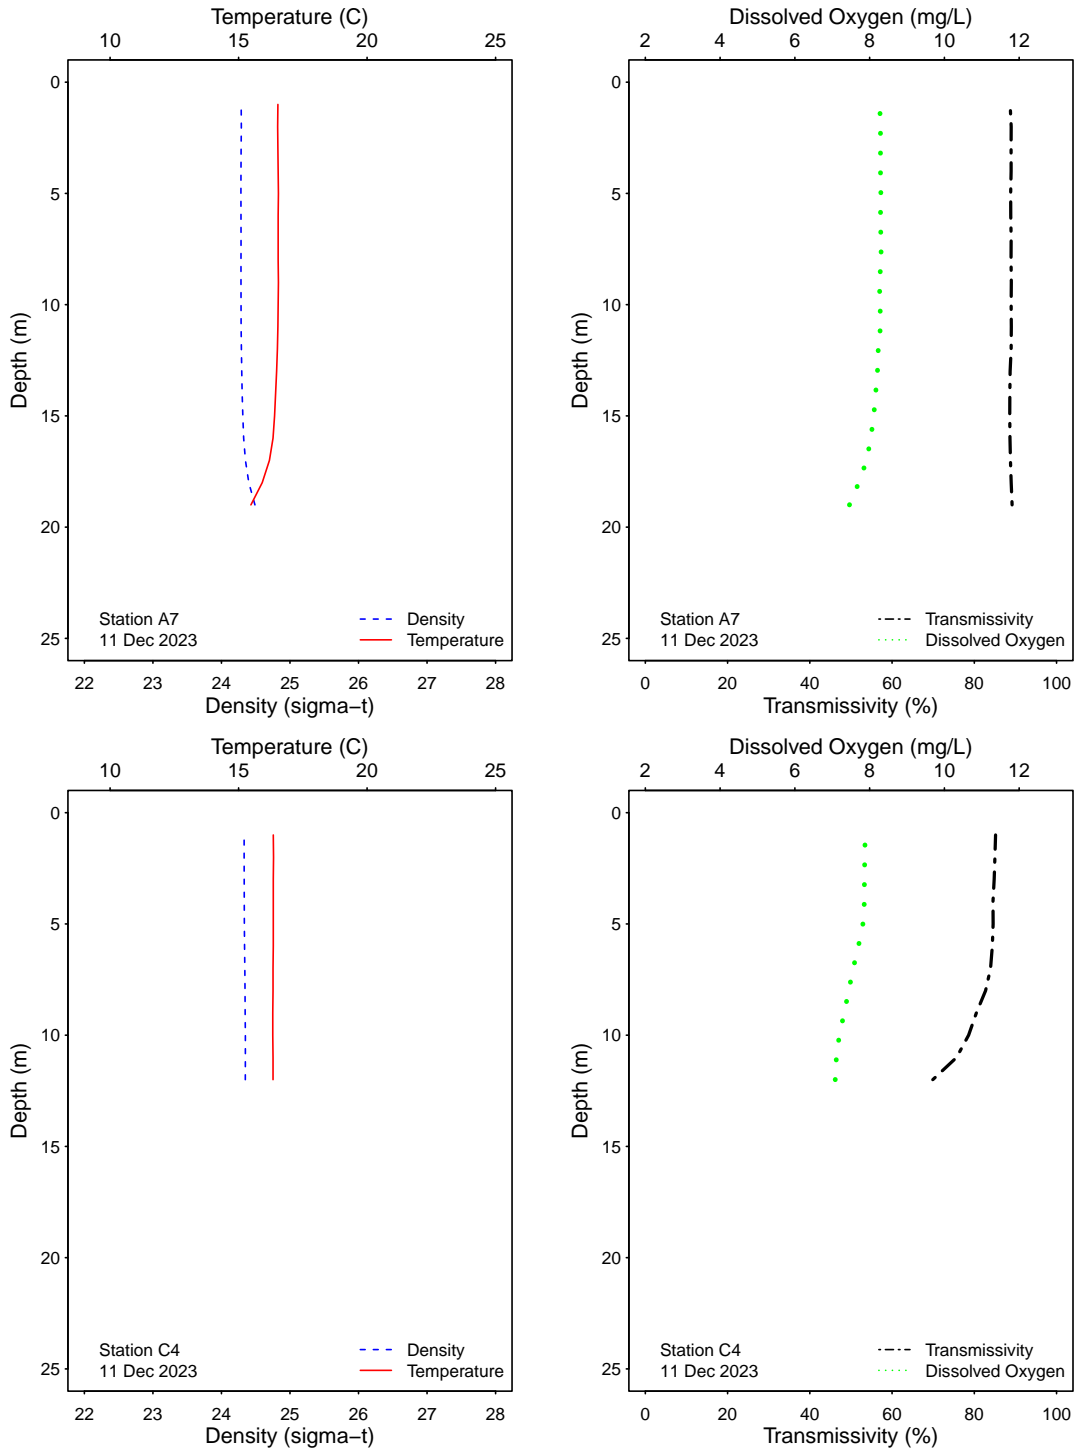 Temperature (C)
10 15 20 25
0
5
10
15
20
25
Depth (m)
Station A7
11 Dec 2023
Density
Temperature
22 23 24 25 26 27 28
Density (sigma−t)
Dissolved Oxygen (mg/L)
2 4 6 8 10 12
0
5
10
15
20
25
Depth (m)
Station A7
11 Dec 2023
Transmissivity
Dissolved Oxygen
0 20 40 60 80 100
Transmissivity (%)
Temperature (C)
10 15 20 25
0
5
10
15
20
25
Depth (m)
Station C4
11 Dec 2023
Density
Temperature
22 23 24 25 26 27 28
Density (sigma−t)
Dissolved Oxygen (mg/L)
2 4 6 8 10 12
0
5
10
15
20
25
Depth (m)
Station C4
11 Dec 2023
Transmissivity
Dissolved Oxygen
0 20 40 60 80 100
Transmissivity (%)